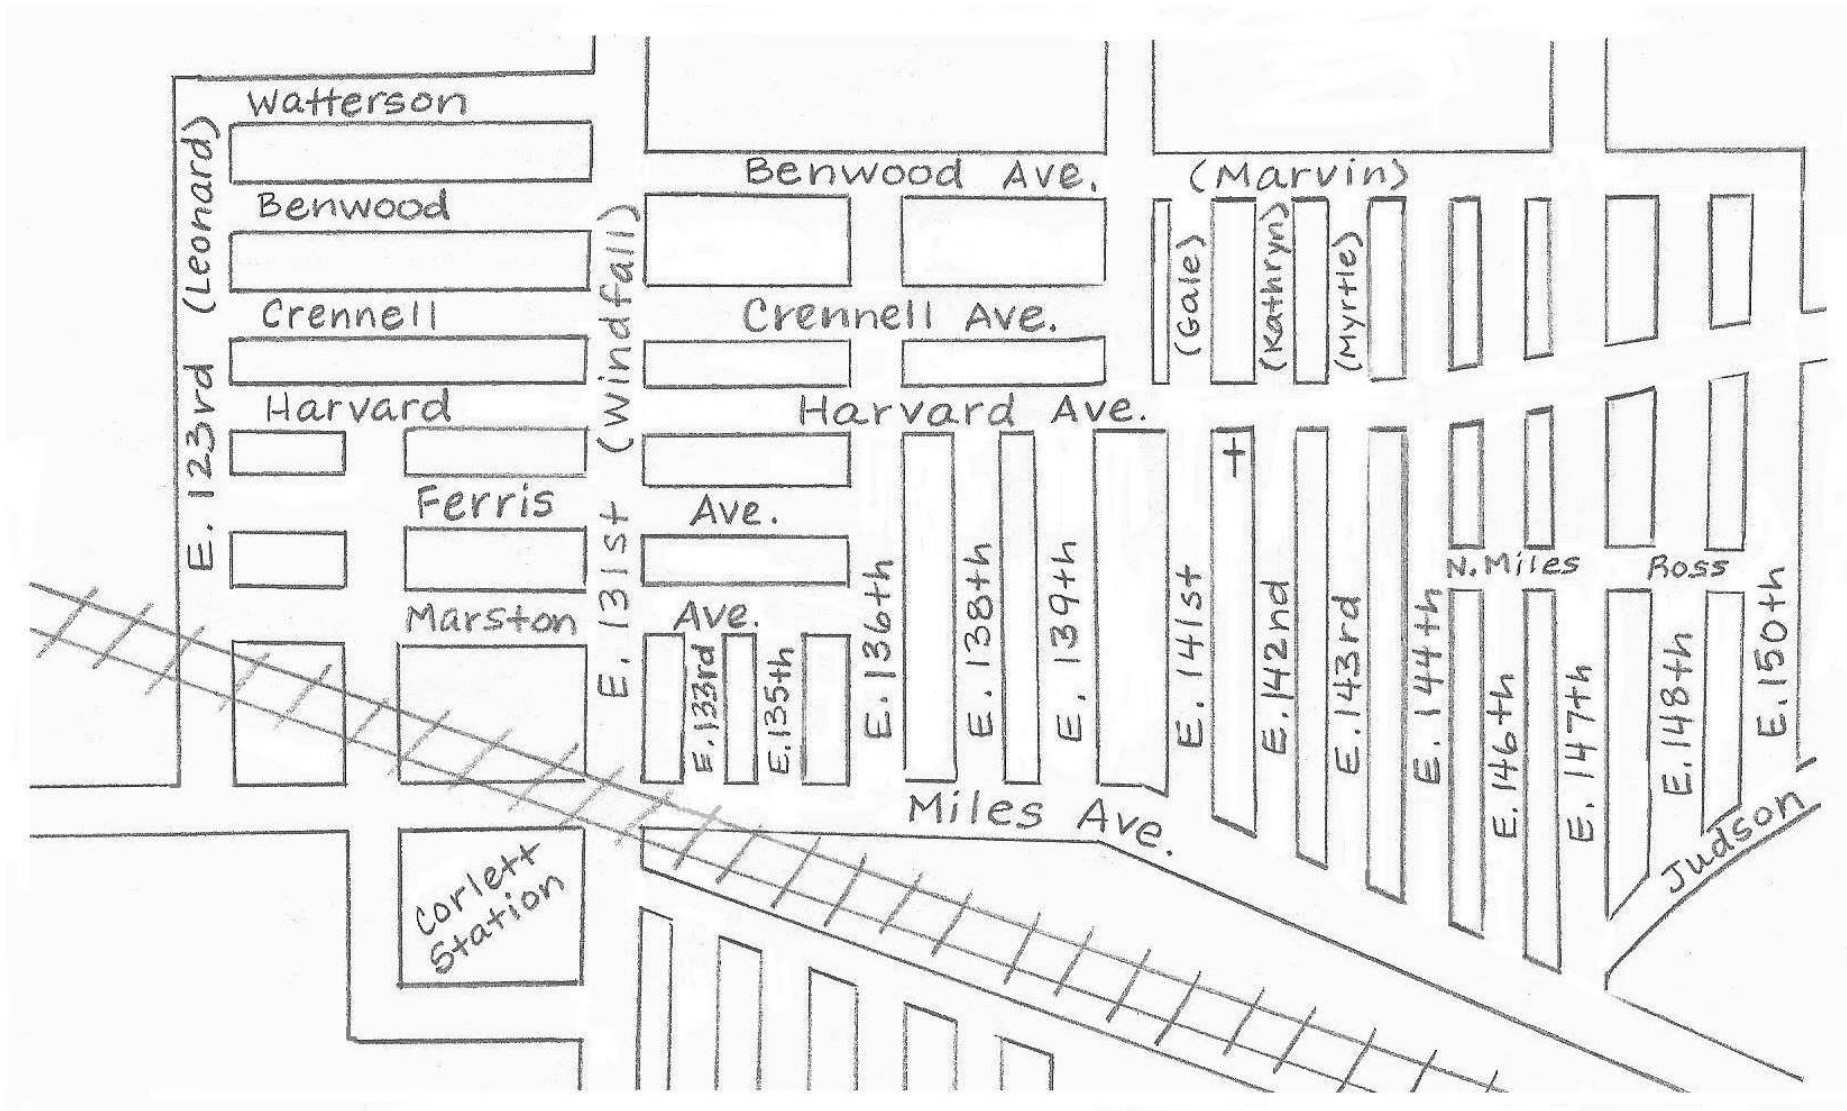 Watterson
(Leonard)
Benwood Ave. (Marvin)
Benwood
(Windfall)
(Gale)
(Kathryn)
(Myrtle)
Crennell
Crennell Ave.
E. 123rd
Harvard
Harvard Ave.
Ferris Ave.
E. 131st
N. Miles
Ross
Marston Ave.
E. 133rd
E. 135th
E. 136th
E. 138th
E. 139th
E. 141st
E. 142nd
E. 143rd
E. 144th
E. 146th
E. 147th
E. 148th
E. 150th
Miles Ave.
Judson
Corlett
Station